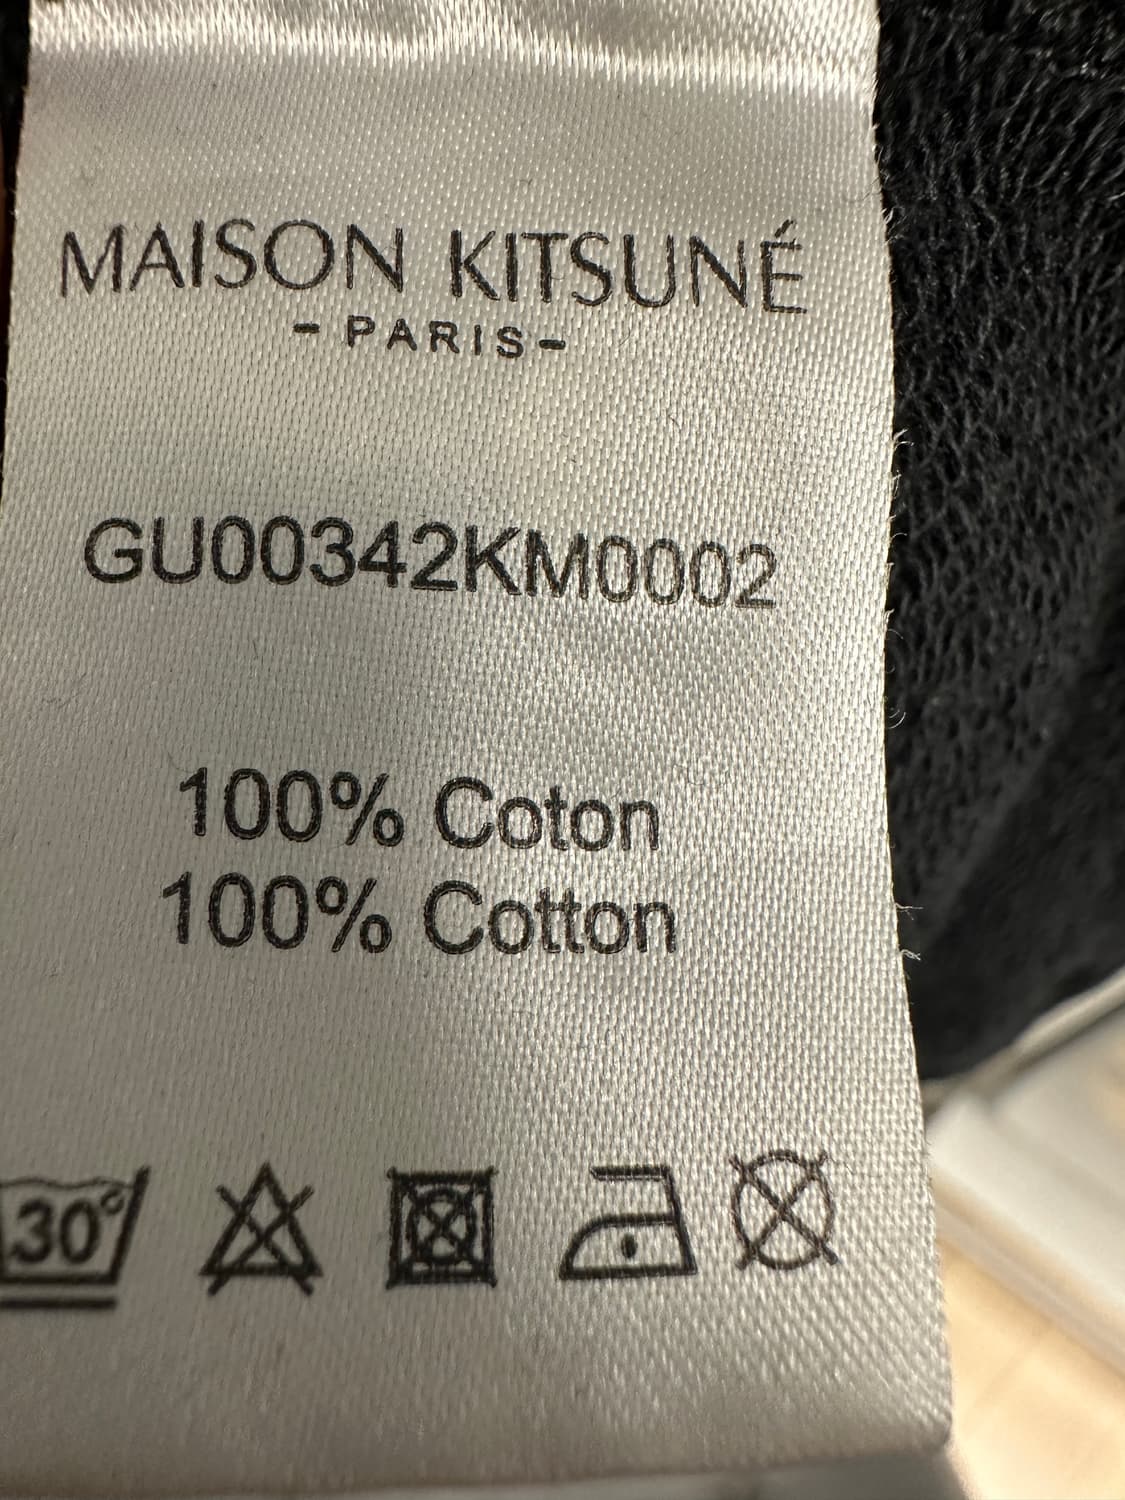 MAISON KITSUNÉ
- PARIS -
GU00342KM0002
100% Coton
100% Cotton
30°